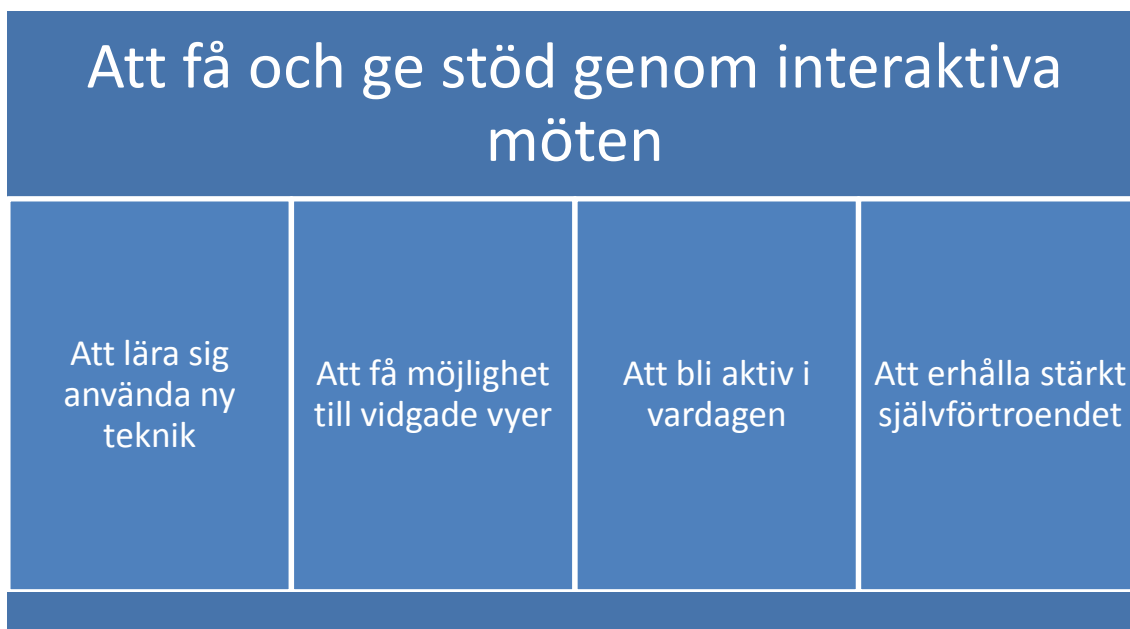 Att få och ge stöd genom interaktiva
möten
Att lära sig
använda ny
teknik
Att få möjlighet
till vidgade vyer
Att bli aktiv i
vardagen
Att erhålla stärkt
självförtroendet